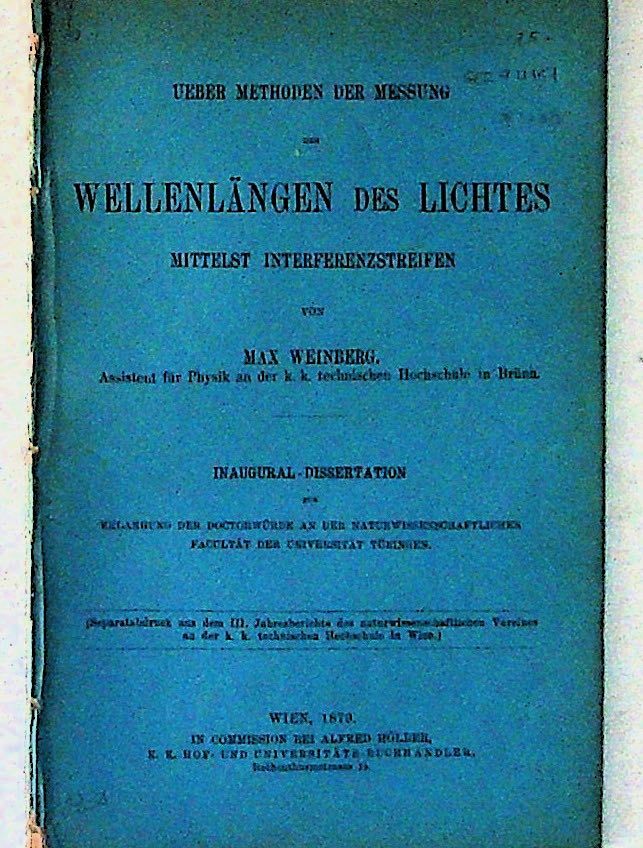 UEBER METHODEN DER MESSUNG
DER
WELLENLÄNGEN DES LICHTES
MITTELST INTERFERENZSTREIFEN
VON
MAX WEINBERG,
Assistent für Physik an der k. k. technischen Hochschule in Brünn.
INAUGURAL-DISSERTATION
ZUR
ERLANGUNG DER DOCTORWÜRDE AN DER NATURWISSENSCHAFTLICHEN
FACULTÄT DER UNIVERSITÄT TÜBINGEN.
(Separatabdruck aus dem III. Jahresberichte des naturwissenschaftlichen Vereines
an der k. k. technischen Hochschule in Wien.)
WIEN, 1879.
IN COMMISSION BEI ALFRED HÖLDER,
K. K. HOF- UND UNIVERSITÄTS-BUCHHÄNDLER,
Rothenthurmstrasse 15.